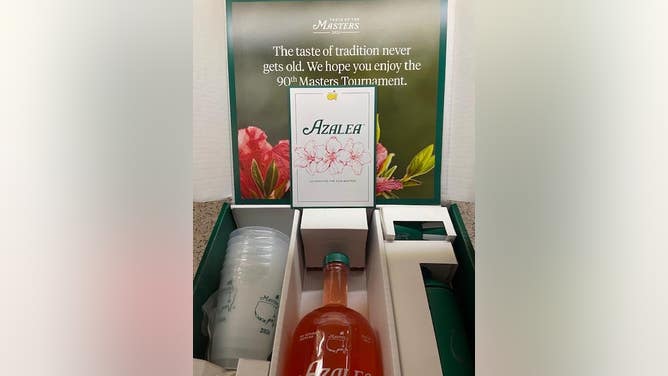 TASTE OF THE
MASTERS
The taste of tradition never
gets old. We hope you enjoy the
90th Masters Tournament.
AZALEA
AZALEA